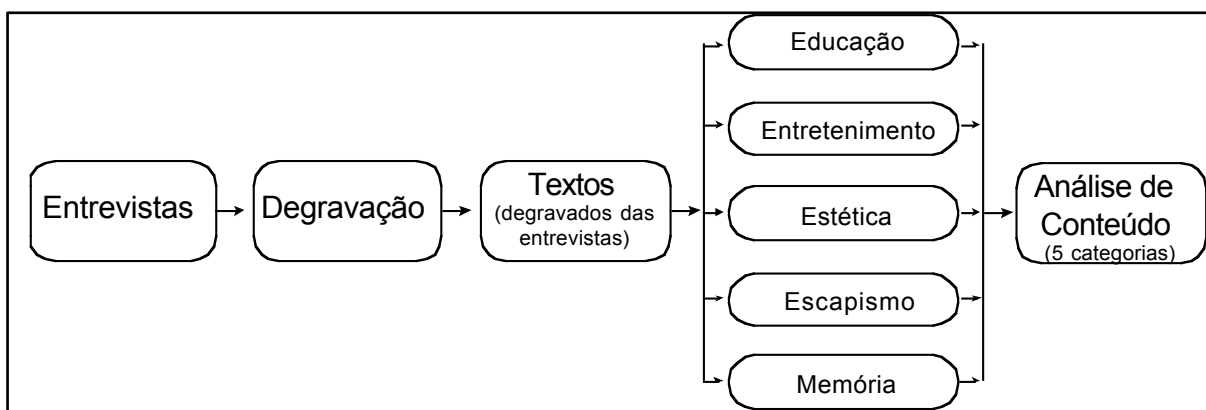 Entrevistas
Degravação
Textos
(degravados das
entrevistas)
Educação
Entretenimento
Estética
Escapismo
Memória
Análise de
Conteúdo
(5 categorias)